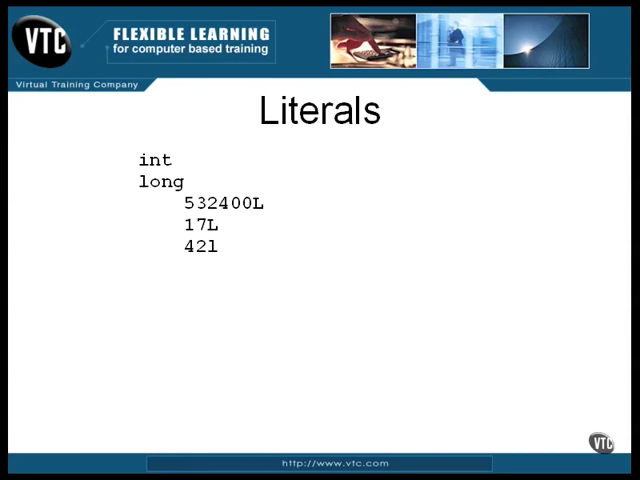 VTC
FLEXIBLE LEARNING
for computer based training
Virtual Training Company
Literals
int
long
532400L
17L
42l
VTC
http://www.vtc.com